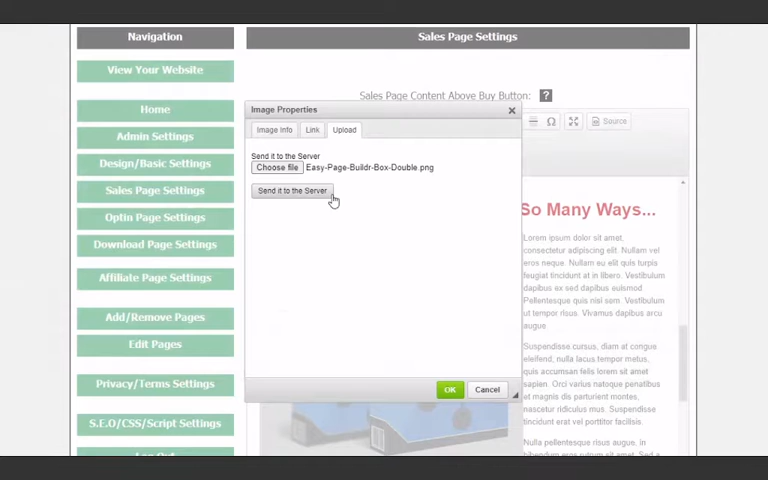 Navigation
Sales Page Settings
View Your Website
Sales Page Content Above Buy Button: ?
Home
Image Properties
Admin Settings
Image Info Link Upload
Ω Source
Send it to the Server
Design/Basic Settings
Choose file Easy-Page-Buildr-Box-Double.png
Sales Page Settings
Send it to the Server
So Many Ways...
Optin Page Settings
Download Page Settings
Affiliate Page Settings
Add/Remove Pages
Edit Pages
Privacy/Terms Settings
S.E.O/CSS/Script Settings
Log Out
OK Cancel
Lorem ipsum dolor sit amet,
consectetur adipiscing elit.
Vivamus ac ultrices velit. Nullam vel
eros neque. Nullam eu elit quis turpis
feugiat tincidunt at in libero. Vestibulum
dapibus ex sed dapibus euismod.
Pellentesque quis nisi sem. Vestibulum
ut tempor risus. Vivamus dapibus arcu
augue
Suspendisse cursus, diam at congue
eleifend, nulla lacus tempor metus,
quis accumsan felis lorem sit amet
sapien. Orci varius natoque penatibus
et magnis dis parturient montes,
nascetur ridiculus mus. Suspendisse
tincidunt erat vel porttitor facilisis.
Nulla pellentesque risus augue, in